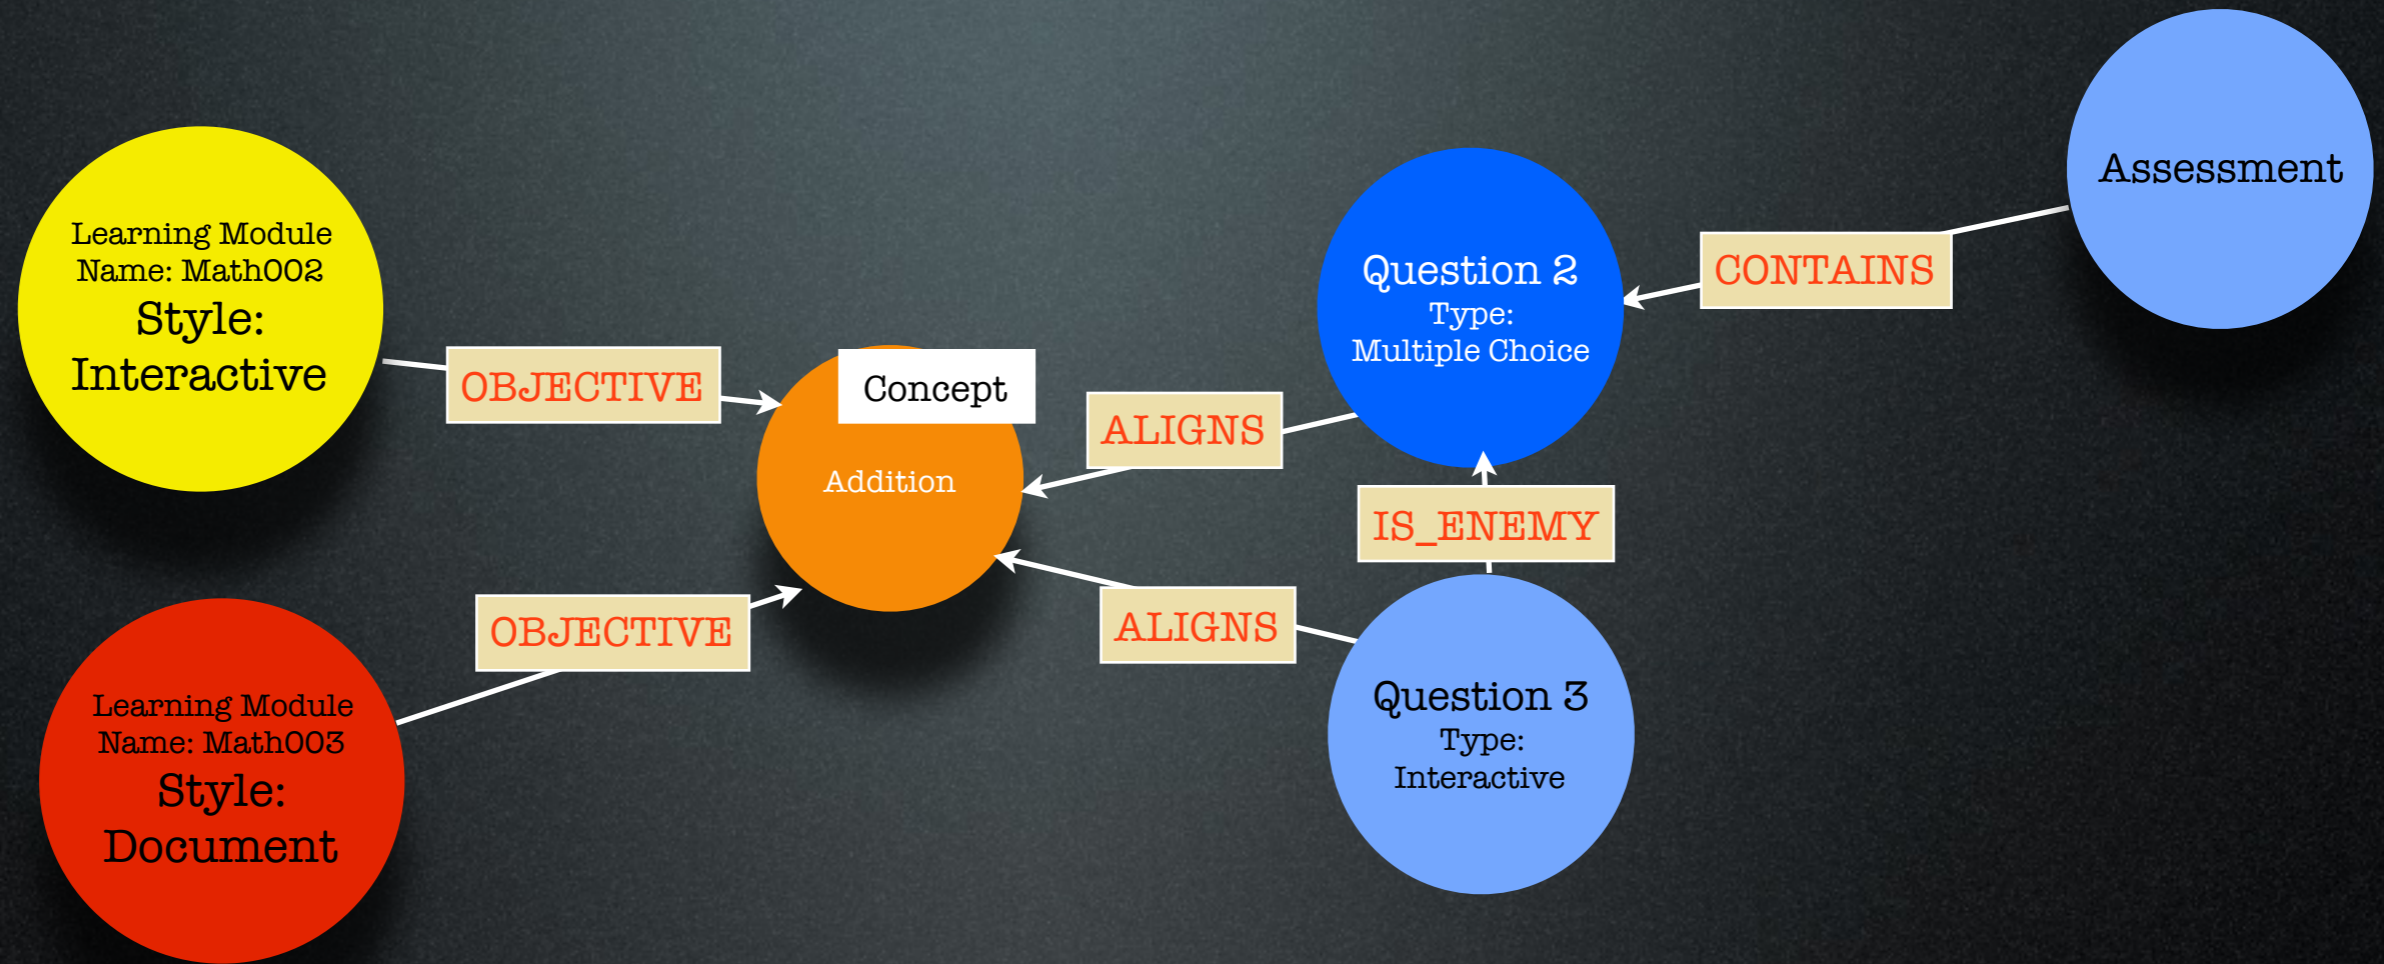 Learning Module
Name: Math002
Style:
Interactive
OBJECTIVE
Learning Module
Name: Math003
Style:
Document
OBJECTIVE
Concept
Addition
ALIGNS
ALIGNS
Question 2
Type:
Multiple Choice
IS_ENEMY
Question 3
Type:
Interactive
CONTAINS
Assessment